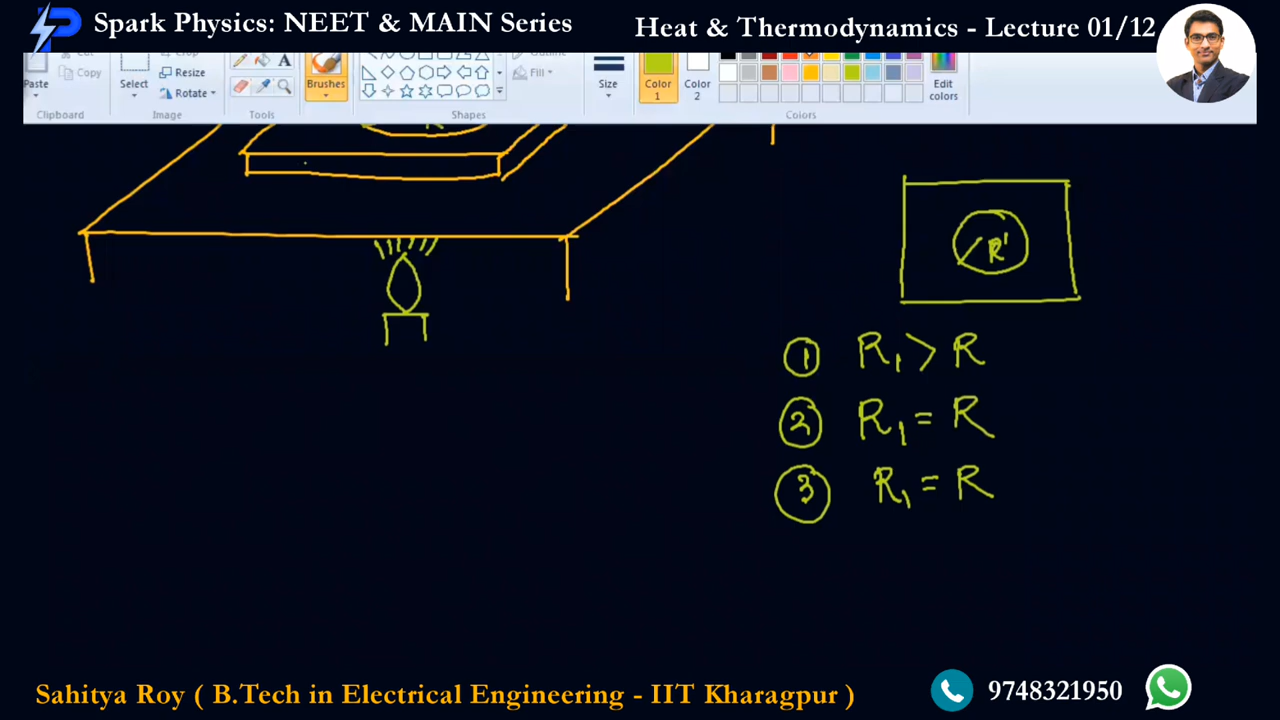 Spark Physics: NEET & MAIN Series
Heat & Thermodynamics - Lecture 01/12
Paste
Copy
Clipboard
Select
Resize
Rotate
Image
A
Tools
Brushes
Fill
Shapes
Size
Color 1
Color 2
Edit colors
Colors
R'
① R₁ > R
② R₁ = R
③ R₁ = R
Sahitya Roy ( B.Tech in Electrical Engineering - IIT Kharagpur )
9748321950